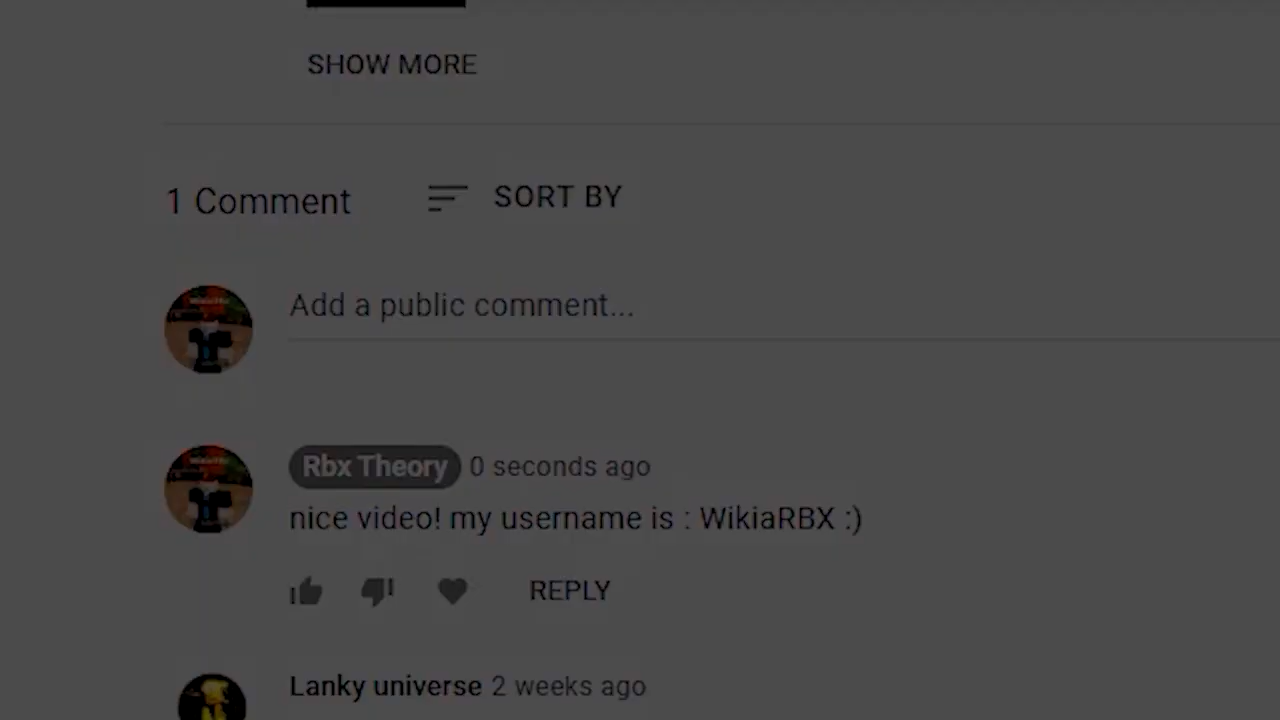 SHOW MORE
1 Comment
SORT BY
Add a public comment...
Rbx Theory 0 seconds ago
nice video! my username is : WikiaRBX :)
REPLY
Lanky universe 2 weeks ago